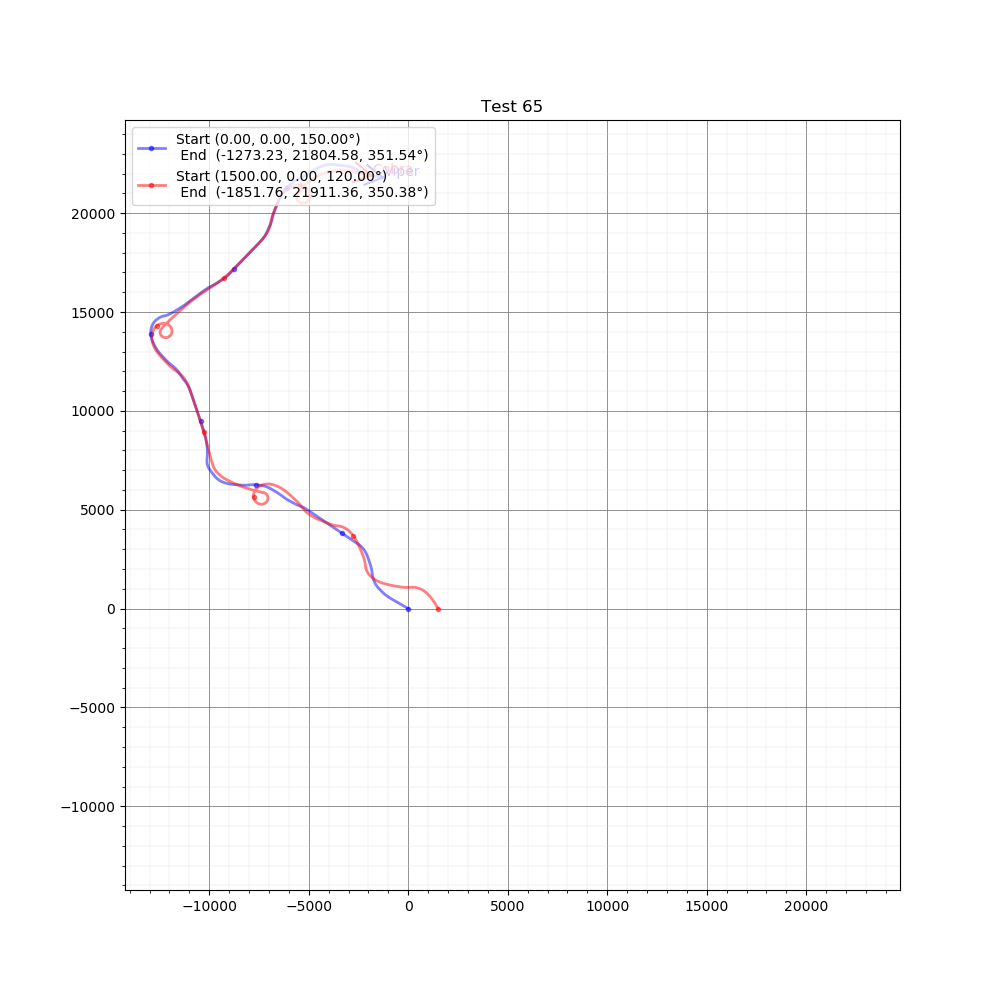 Test 65
Start (0.00, 0.00, 150.00°)
End (-1273.23, 21804.58, 351.54°)
Start (1500.00, 0.00, 120.00°)
End (-1851.76, 21911.36, 350.38°)
20000
15000
10000
5000
0
−5000
−10000
−10000 −5000 0 5000 10000 15000 20000